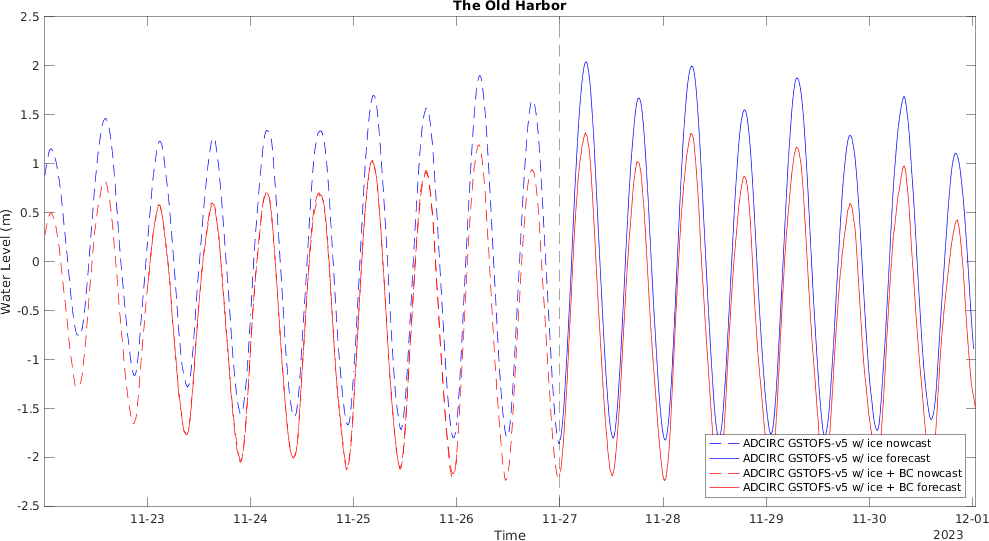 The Old Harbor
2.5
2
1.5
1
0.5
0
-0.5
-1
-1.5
-2
-2.5
Water Level (m)
ADCIRC GSTOFS-v5 w/ ice nowcast
ADCIRC GSTOFS-v5 w/ ice forecast
ADCIRC GSTOFS-v5 w/ ice + BC nowcast
ADCIRC GSTOFS-v5 w/ ice + BC forecast
11-23 11-24 11-25 11-26 11-27 11-28 11-29 11-30 12-01
Time
2023